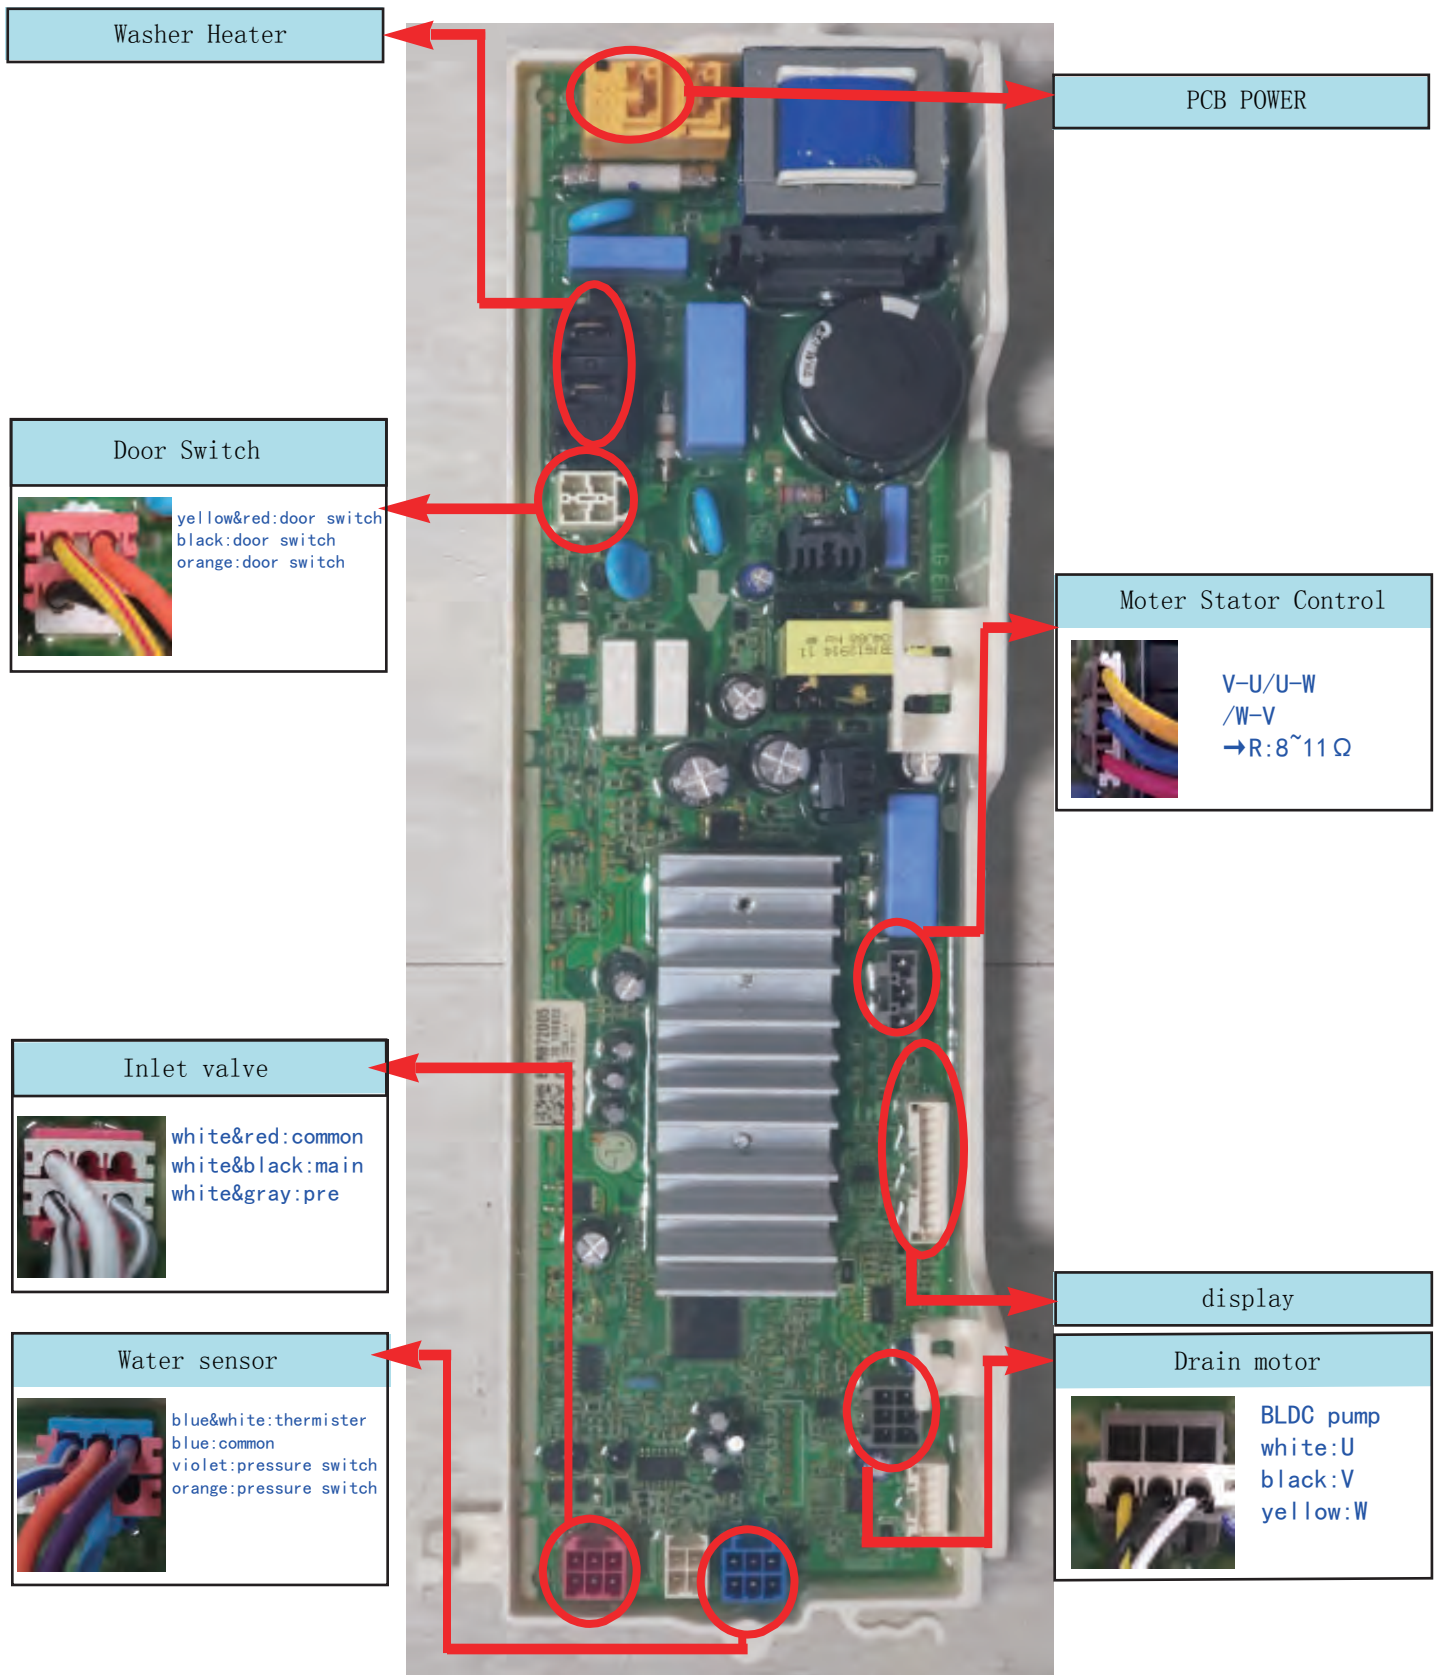 Washer Heater
PCB POWER
Door Switch
yellow&red:door switch
black:door switch
orange:door switch
Moter Stator Control
V-U/U-W
/W-V
→R:8~11Ω
Inlet valve
white&red:common
white&black:main
white&gray:pre
display
Water sensor
blue&white:thermister
blue:common
violet:pressure switch
orange:pressure switch
Drain motor
BLDC pump
white:U
black:V
yellow:W